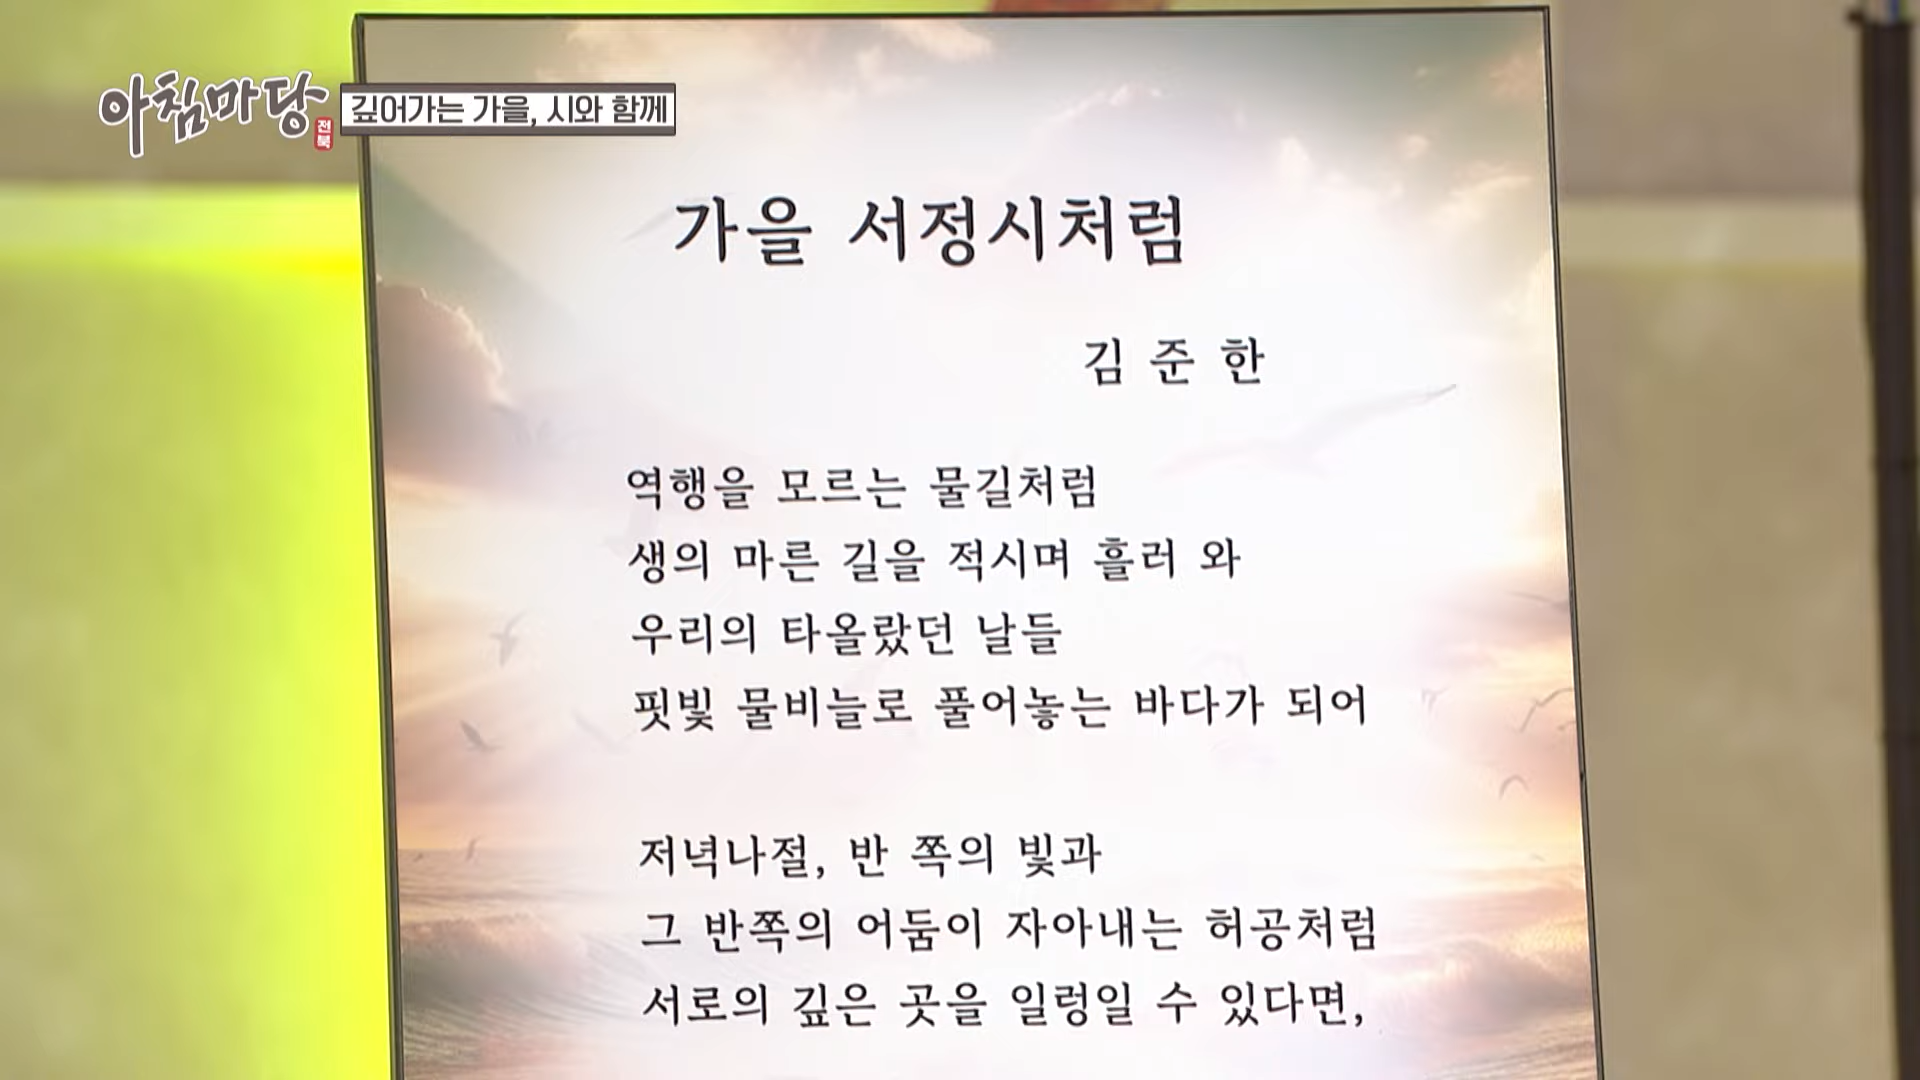 아침마당
전북
깊어가는 가을, 시와 함께
가을 서정시처럼
김 준 한
역행을 모르는 물길처럼
생의 마른 길을 적시며 흘러 와
우리의 타올랐던 날들
핏빛 물비늘로 풀어놓는 바다가 되어
저녁나절, 반 쪽의 빛과
그 반쪽의 어둠이 자아내는 허공처럼
서로의 깊은 곳을 일렁일 수 있다면,